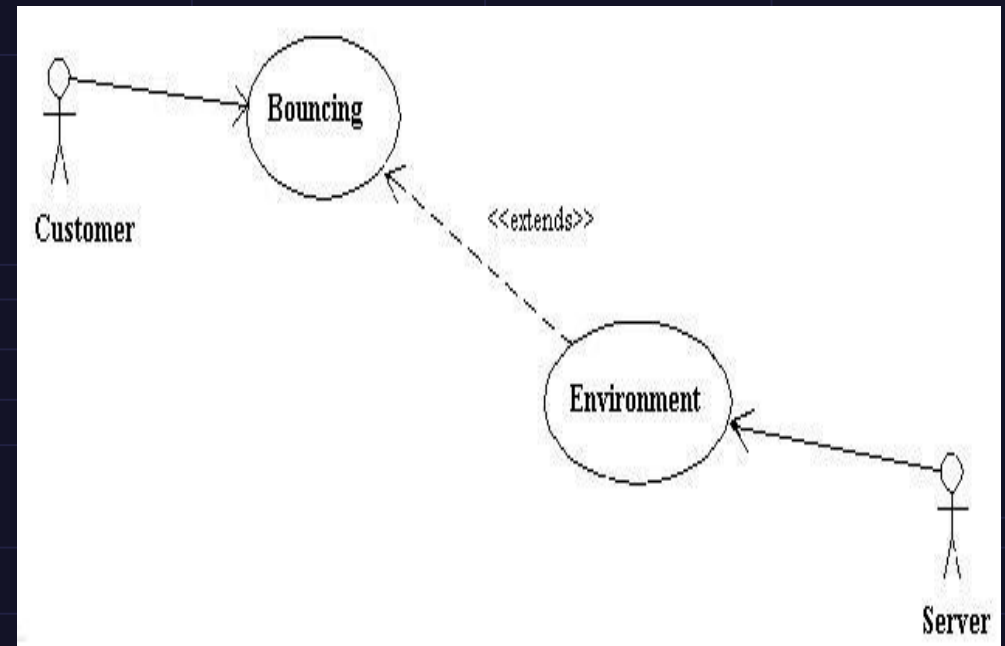 Bouncing
Customer
<<extends>>
Environment
Server